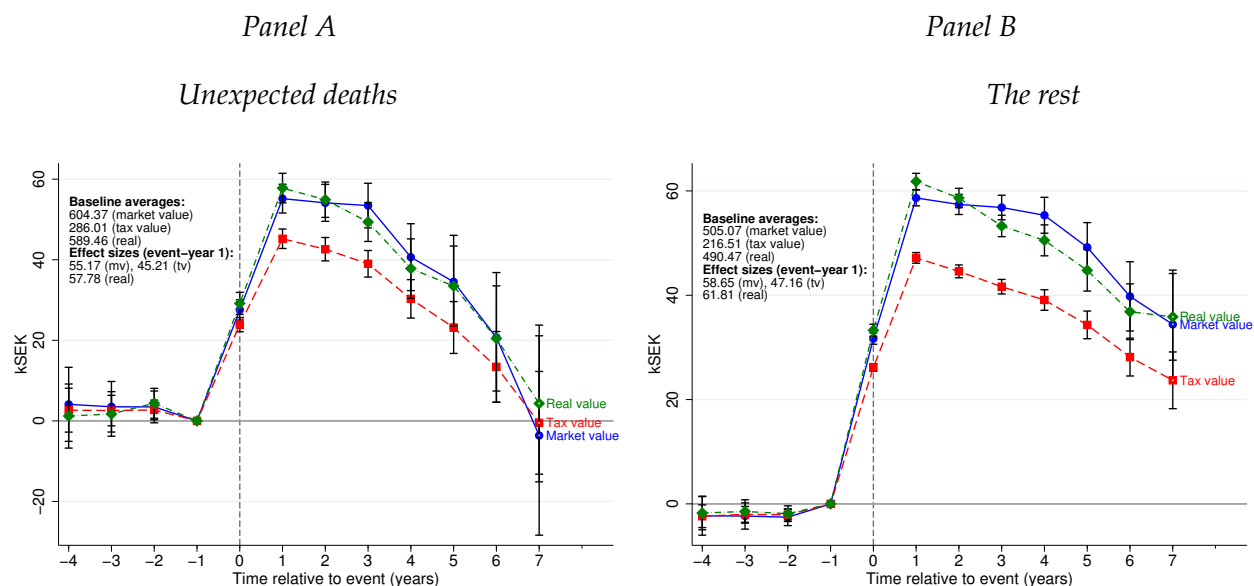 Panel A
Unexpected deaths
60
40
20
0
−20
kSEK
Baseline averages:
604.37 (market value)
286.01 (tax value)
589.46 (real)
Effect sizes (event−year 1):
55.17 (mv), 45.21 (tv)
57.78 (real)
Real value
Tax value
Market value
−4 −3 −2 −1 0 1 2 3 4 5 6 7
Time relative to event (years)
Panel B
The rest
60
40
20
0
kSEK
Baseline averages:
505.07 (market value)
216.51 (tax value)
490.47 (real)
Effect sizes (event−year 1):
58.65 (mv), 47.16 (tv)
61.81 (real)
Real value
Market value
Tax value
−4 −3 −2 −1 0 1 2 3 4 5 6 7
Time relative to event (years)